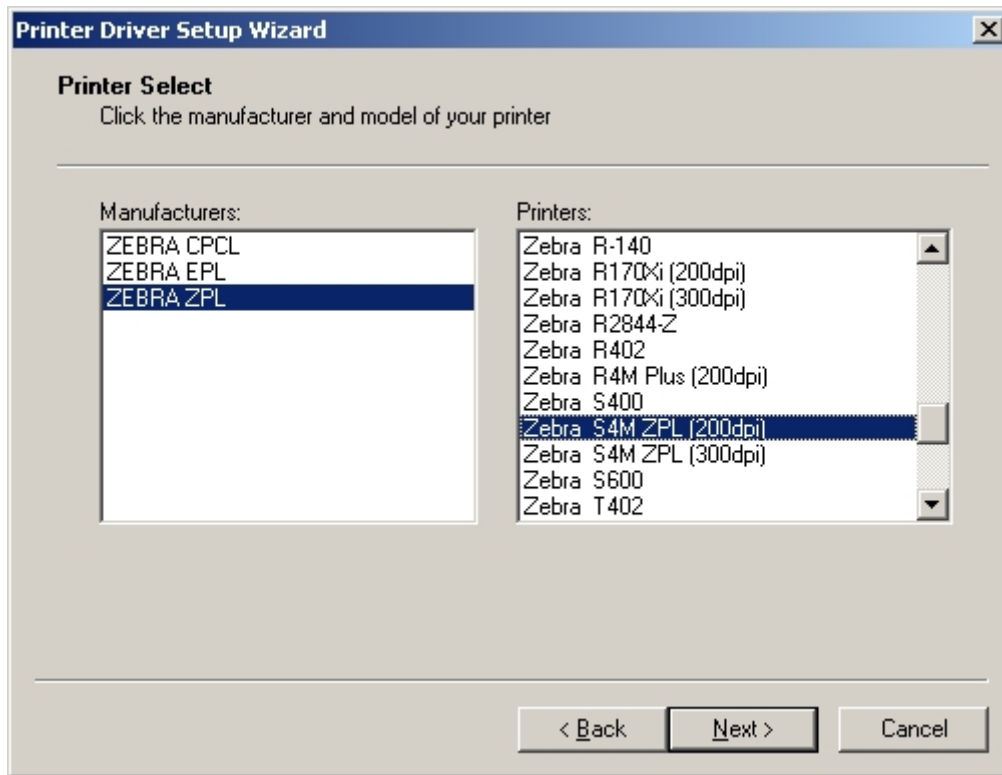 Printer Driver Setup Wizard
Printer Select
Click the manufacturer and model of your printer
Manufacturers:
ZEBRA CPCL
ZEBRA EPL
ZEBRA ZPL
Printers:
Zebra R-140
Zebra R170Xi (200dpi)
Zebra R170Xi (300dpi)
Zebra R2844-Z
Zebra R402
Zebra R4M Plus (200dpi)
Zebra S400
Zebra S4M ZPL (200dpi)
Zebra S4M ZPL (300dpi)
Zebra S600
Zebra T402
< Back
Next >
Cancel